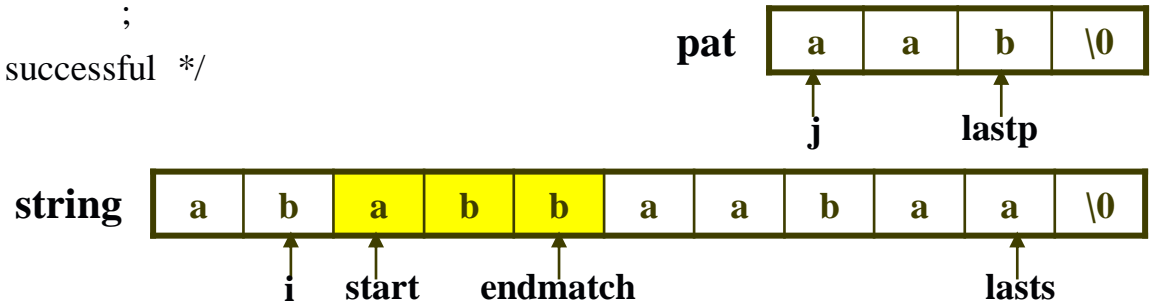 ;
successful */
pat a a b \0
j lastp
string a b a b b a a b a a \0
i start endmatch lasts